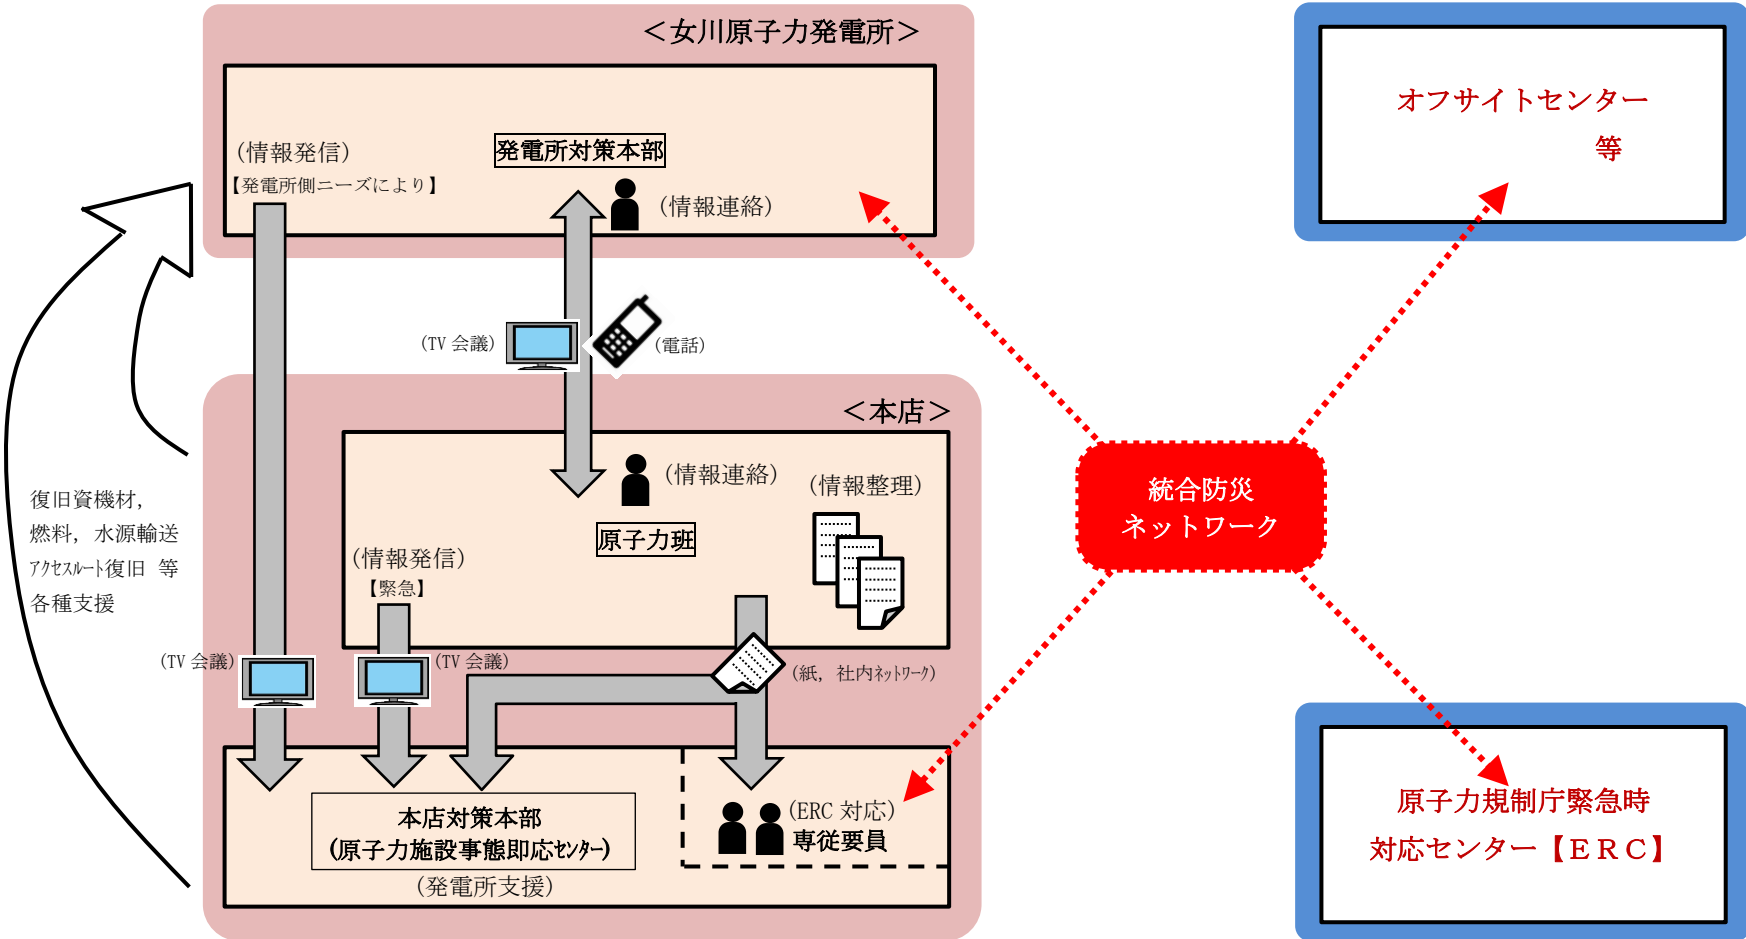 ＜女川原子力発電所＞
(情報発信)
【発電所側ニーズにより】
発電所対策本部
(情報連絡)
オフサイトセンター
等
(TV 会議)
(電話)
＜本店＞
(情報連絡)
(情報整理)
原子力班
(情報発信)
【緊急】
統合防災
ネットワーク
復旧資機材，
燃料，水源輸送
ｱｸｾｽﾙｰﾄ復旧 等
各種支援
(TV 会議)
(TV 会議)
(紙，社内ﾈｯﾄﾜｰｸ)
本店対策本部
(原子力施設事態即応ｾﾝﾀｰ)
(発電所支援)
(ERC 対応)
専従要員
原子力規制庁緊急時
対応センター【ＥＲＣ】